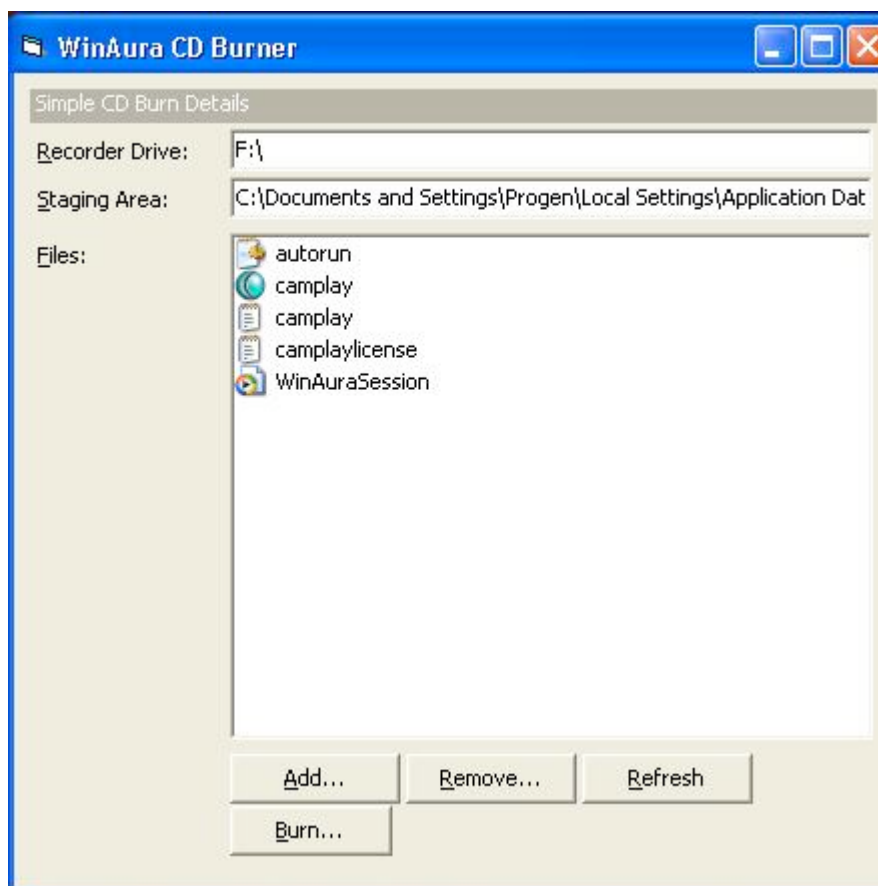 WinAura CD Burner
Simple CD Burn Details
Recorder Drive: F:\
Staging Area: C:\Documents and Settings\Progen\Local Settings\Application Dat
Files:
autorun
camplay
camplay
camplaylicense
WinAuraSession
Add... Remove... Refresh
Burn...